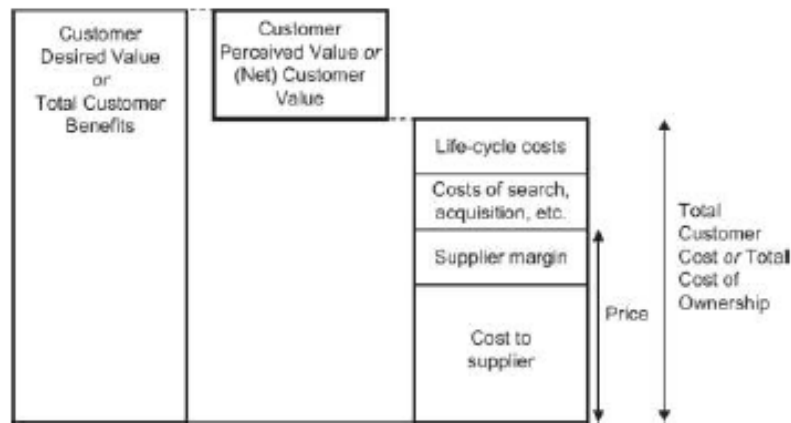 Customer
Desired Value
or
Total Customer
Benefits
Customer
Perceived Value or
(Net) Customer
Value
Life-cycle costs
Costs of search,
acquisition, etc.
Supplier margin
Cost to
supplier
Price
Total
Customer
Cost or Total
Cost of
Ownership